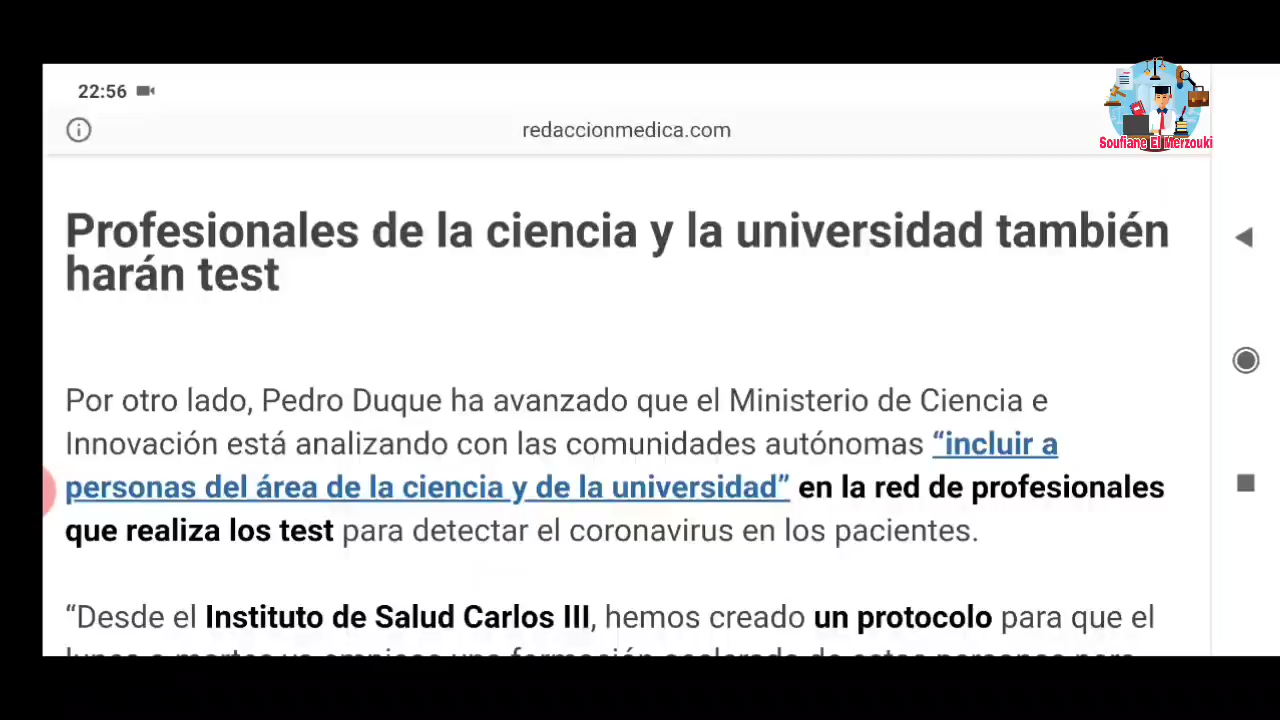 22:56
redaccionmedica.com
Soufiane El Merzouki
Profesionales de la ciencia y la universidad también
harán test
Por otro lado, Pedro Duque ha avanzado que el Ministerio de Ciencia e
Innovación está analizando con las comunidades autónomas “incluir a
personas del área de la ciencia y de la universidad” en la red de profesionales
que realiza los test para detectar el coronavirus en los pacientes.
“Desde el Instituto de Salud Carlos III, hemos creado un protocolo para que el